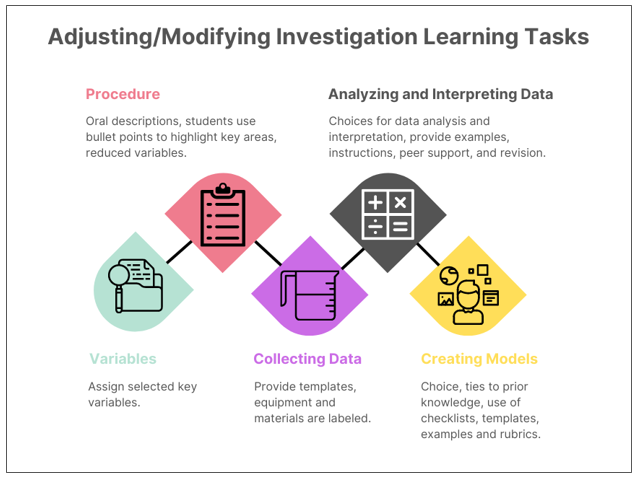 Adjusting/Modifying Investigation Learning Tasks
Procedure
Oral descriptions, students use
bullet points to highlight key areas,
reduced variables.
Analyzing and Interpreting Data
Choices for data analysis and
interpretation, provide examples,
instructions, peer support, and revision.
Variables
Assign selected key
variables.
Collecting Data
Provide templates,
equipment and
materials are labeled.
Creating Models
Choice, ties to prior
knowledge, use of
checklists, templates,
examples and rubrics.